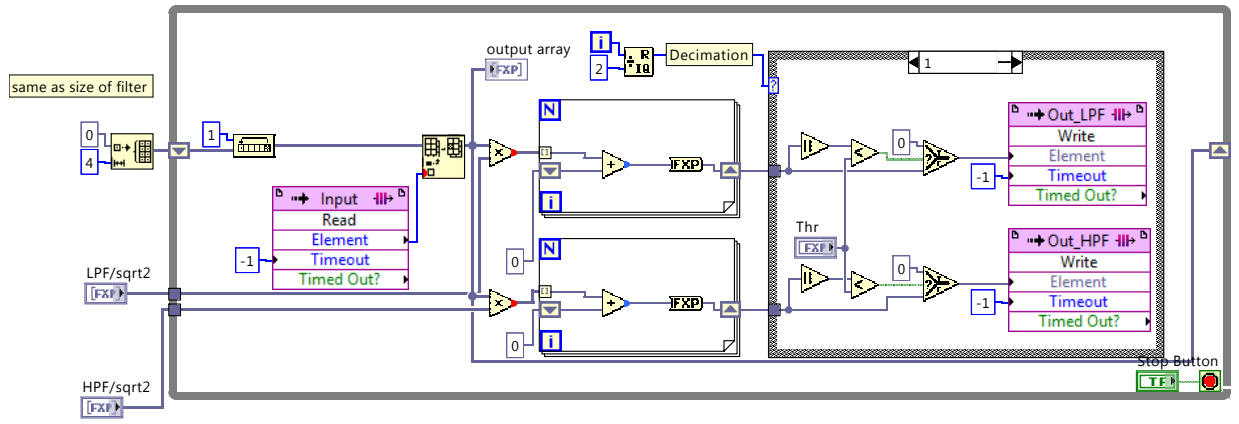 output array
[FXP]
i
2
R
IQ
Decimation
?
1
same as size of filter
0
4
1
N
i
+
×
FXP
0
Input
Read
Element
Timeout
Timed Out?
-1
LPF/sqrt2
[FXP]
HPF/sqrt2
[FXP]
N
i
+
×
FXP
0
Out_LPF
Write
Element
Timeout
Timed Out?
-1
0
<
?
Thr
FXP
Out_HPF
Write
Element
Timeout
Timed Out?
-1
0
<
?
Stop Button
TF